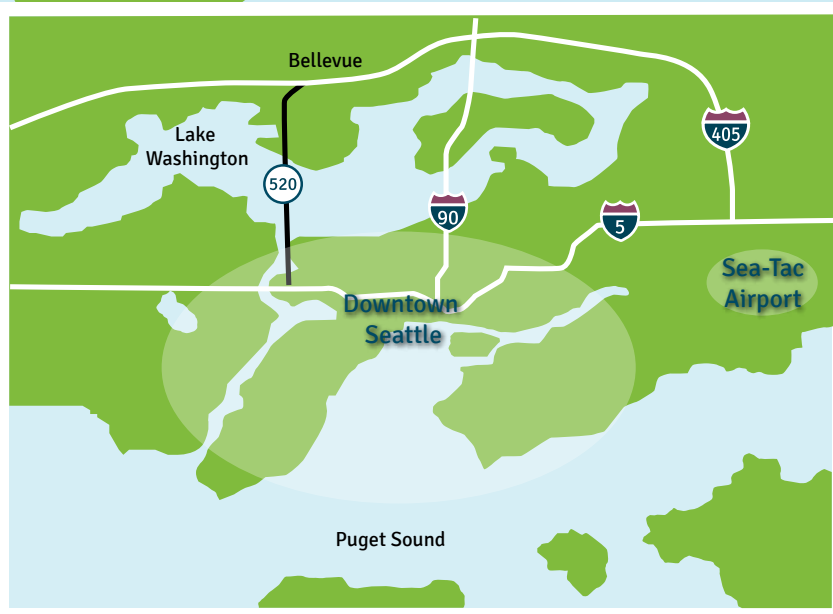 Bellevue
Lake
Washington
405
520
90
5
Sea-Tac
Airport
Downtown
Seattle
Puget Sound